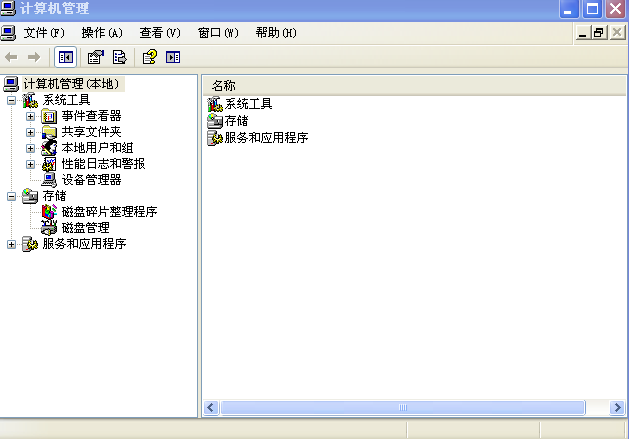 计算机管理
文件(F) 操作(A) 查看(V) 窗口(W) 帮助(H)
计算机管理(本地)
系统工具
事件查看器
共享文件夹
本地用户和组
性能日志和警报
设备管理器
存储
磁盘碎片整理程序
磁盘管理
服务和应用程序
名称
系统工具
存储
服务和应用程序